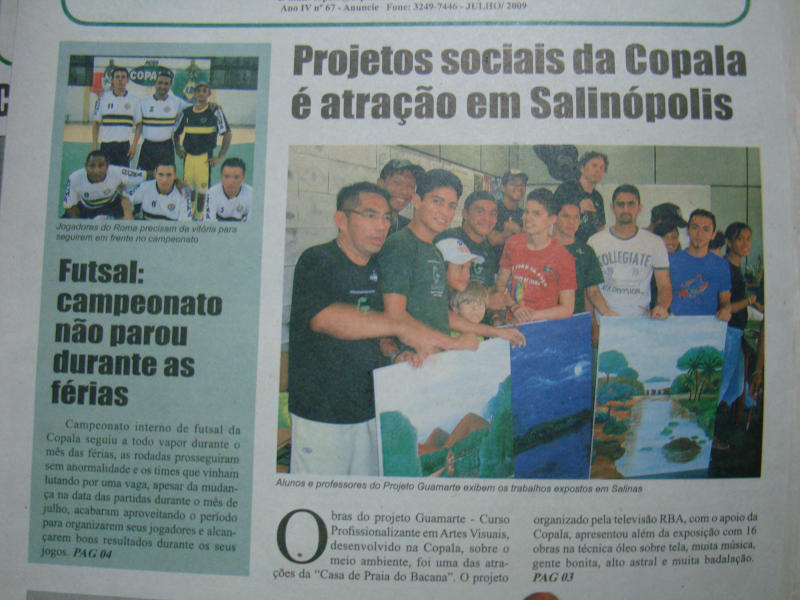 Ano IV nº 67 - Anuncie Fone: 3249-7446 - JULHO/ 2009
Projetos sociais da Copala
é atração em Salinópolis
COPA
Jogadores do Roma precisam da vitória para
seguirem em frente no campeonato
Futsal:
campeonato
não parou
durante as
férias
Campeonato interno de futsal da
Copala seguiu a todo vapor durante o
mês das férias, as rodadas prosseguiram
sem anormalidade e os times que vinham
lutando por uma vaga, apesar da mudan-
ça na data das partidas durante o mês de
julho, acabaram aproveitando o período
para organizarem seus jogadores e alcan-
çarem bons resultados durante os seus
jogos. PAG 04
COLLEGIATE
Alunos e professores do Projeto Guamarte exibem os trabalhos expostos em Salinas
Obras do projeto Guamarte - Curso
Profissionalizante em Artes Visuais,
desenvolvido na Copala, sobre o
meio ambiente, foi uma das atra-
ções da “Casa de Praia do Bacana”. O projeto
organizado pela televisão RBA, com o apoio da
Copala, apresentou além da exposição com 16
obras na técnica óleo sobre tela, muita música,
gente bonita, alto astral e muita badalação.
PAG 03